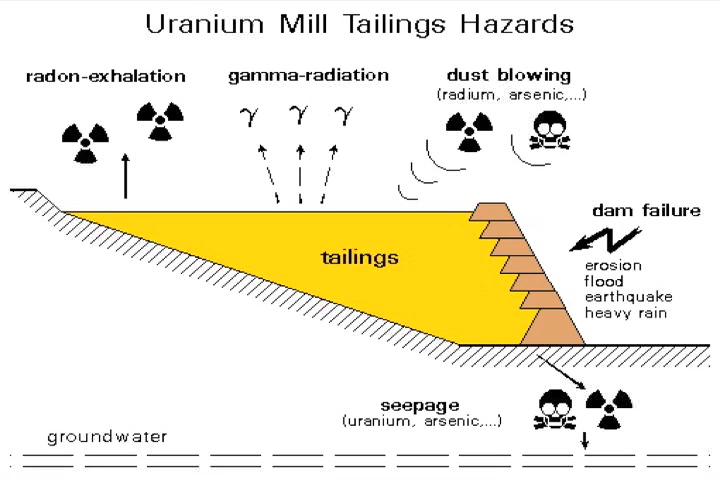 Uranium Mill Tailings Hazards
radon-exhalation
gamma-radiation
dust blowing
(radium, arsenic,...)
γ γ γ
dam failure
erosion
flood
earthquake
heavy rain
tailings
seepage
(uranium, arsenic,...)
groundwater